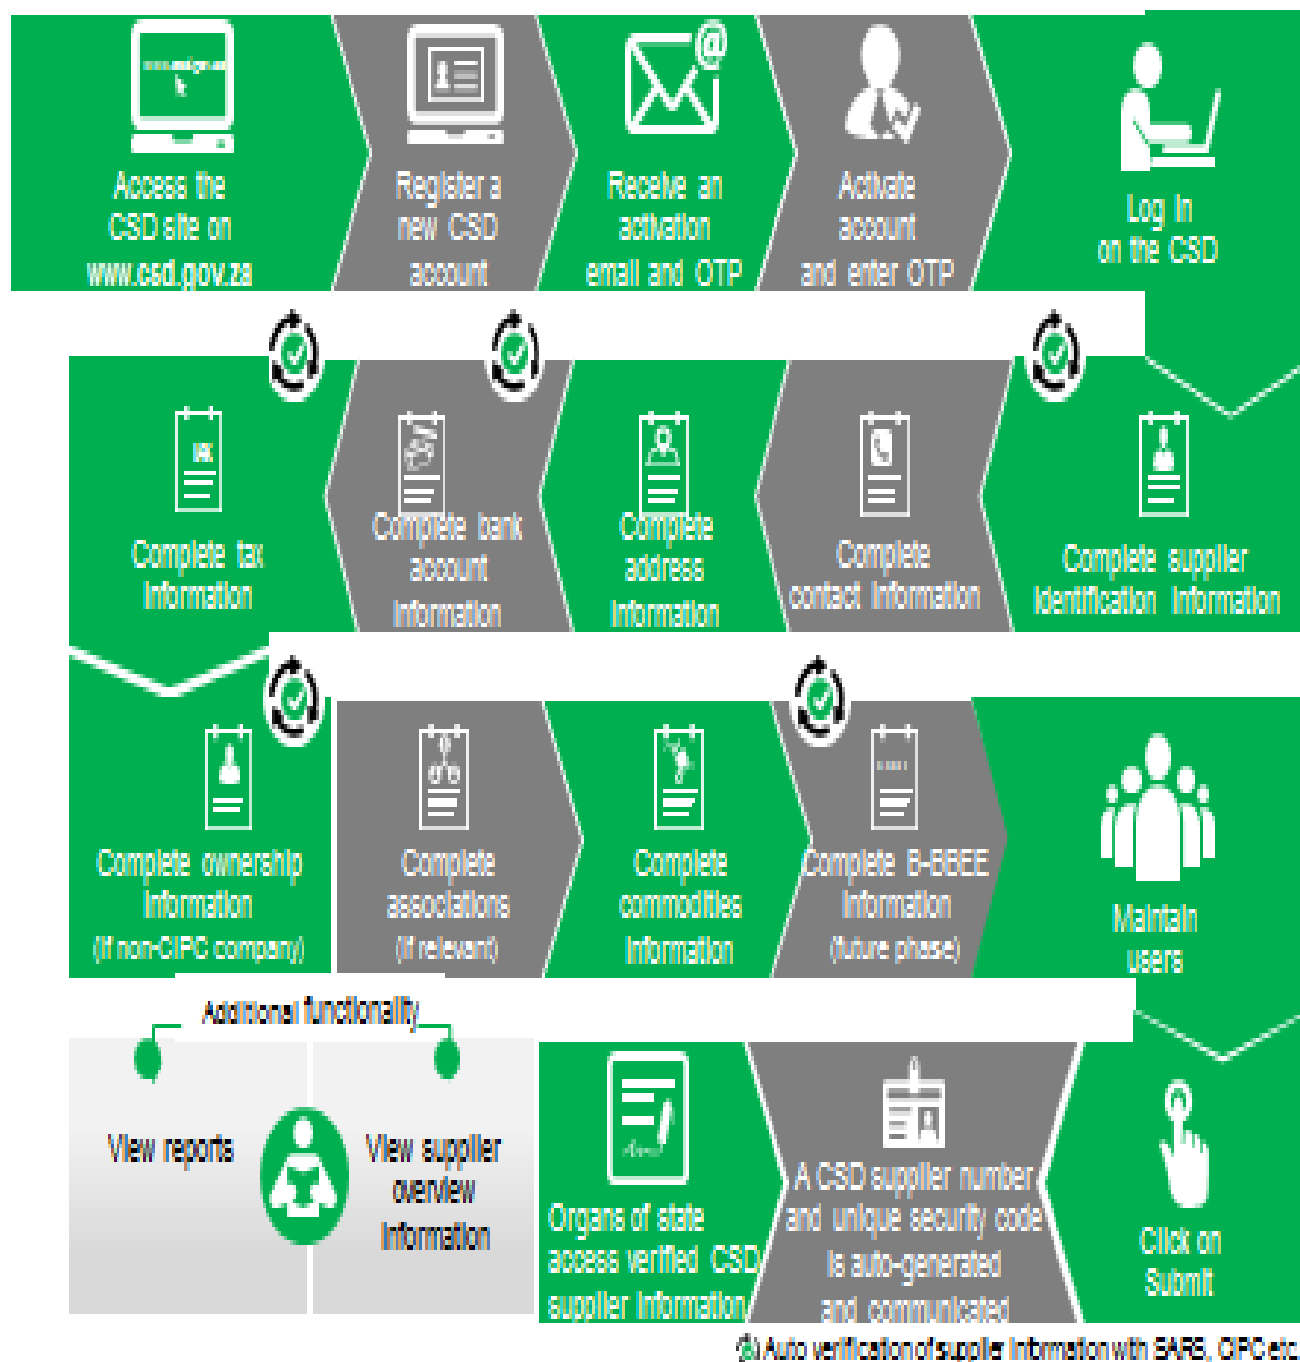 Access the
CSD site on
www.csd.gov.za
Register a
new CSD
account
Receive an
activation
email and OTP
Activate
account
and enter OTP
Log in
on the CSD
Complete supplier
identification information
Complete
contact information
Complete
address
information
Complete bank
account
information
TAX
Complete tax
information
Complete ownership
information
(if non-CIPC company)
Complete
associations
(if relevant)
Complete
commodities
information
Complete B-BBEE
information
(future phase)
Maintain
users
Click on
Submit
A CSD supplier number
and unique security code
is auto-generated
and communicated
Organs of state
access verified CSD
supplier information
Additional functionality
View reports
View supplier
overview
information
Auto verification of supplier information with SARS, CIPC etc.